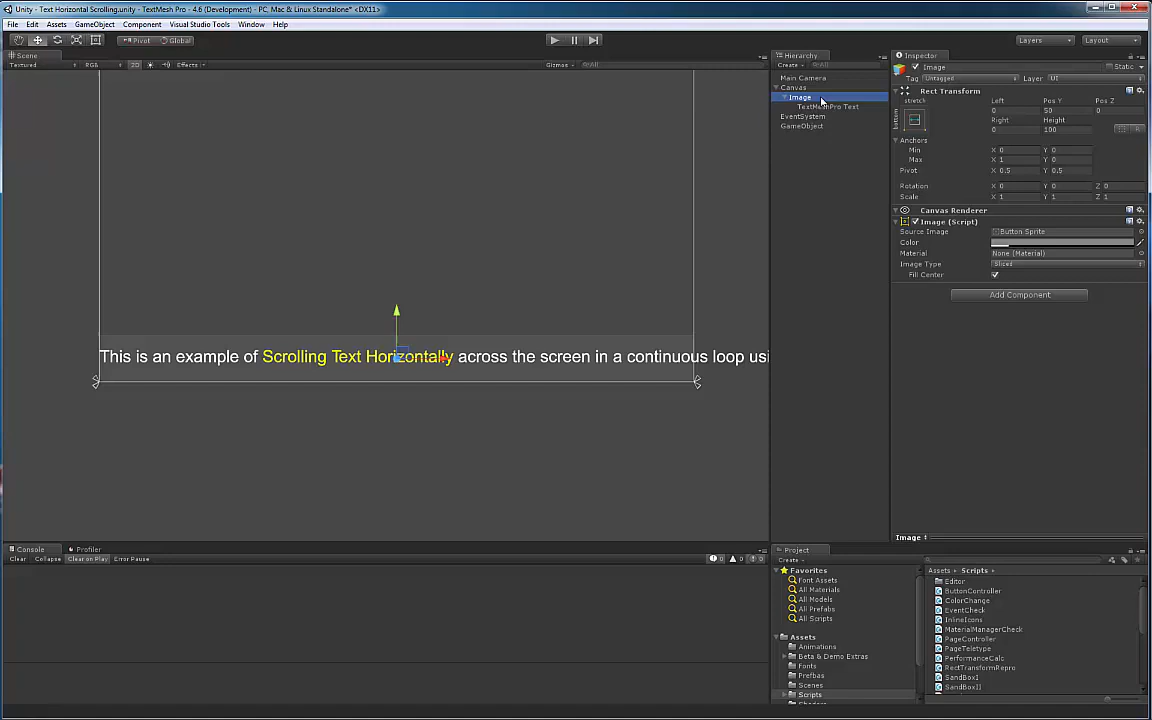 Unity - Text Horizontal Scrolling.unity - TextMesh Pro - 4.6 (Development) - PC, Mac & Linux Standalone* <DX11>
File Edit Assets GameObject Component Visual Studio Tools Window Help
Pivot Global Layers Layout
Scene
Textured RGB 2D Effects Gizmos All
This is an example of Scrolling Text Horizontally across the screen in a continuous loop usi
Hierarchy
Create All
Main Camera
Canvas
Image
TextMeshPro Text
EventSystem
GameObject
Inspector
Image Static
Tag Untagged Layer UI
Rect Transform
stretch Left Pos Y Pos Z
0 50 0
Right Height
0 100 R
bottom
Anchors
Min X 0 Y 0
Max X 1 Y 0
Pivot X 0.5 Y 0.5
Rotation X 0 Y 0 Z 0
Scale X 1 Y 1 Z 1
Canvas Renderer
Image (Script)
Source Image Button Sprite
Color
Material None (Material)
Image Type Sliced
Fill Center
Add Component
Image
Console Profiler
Clear Collapse Clear on Play Error Pause 0 0 0
Project
Create
Favorites
Font Assets
All Materials
All Models
All Prefabs
All Scripts
Assets
Animations
Beta & Demo Extras
Fonts
Prefbas
Scenes
Scripts
Assets Scripts
Editor
ButtonController
ColorChange
EventCheck
InlineIcons
MaterialManagerCheck
PageController
PageTeletype
PerformanceCalc
RectTransformRepro
SandBox1
SandBoxII